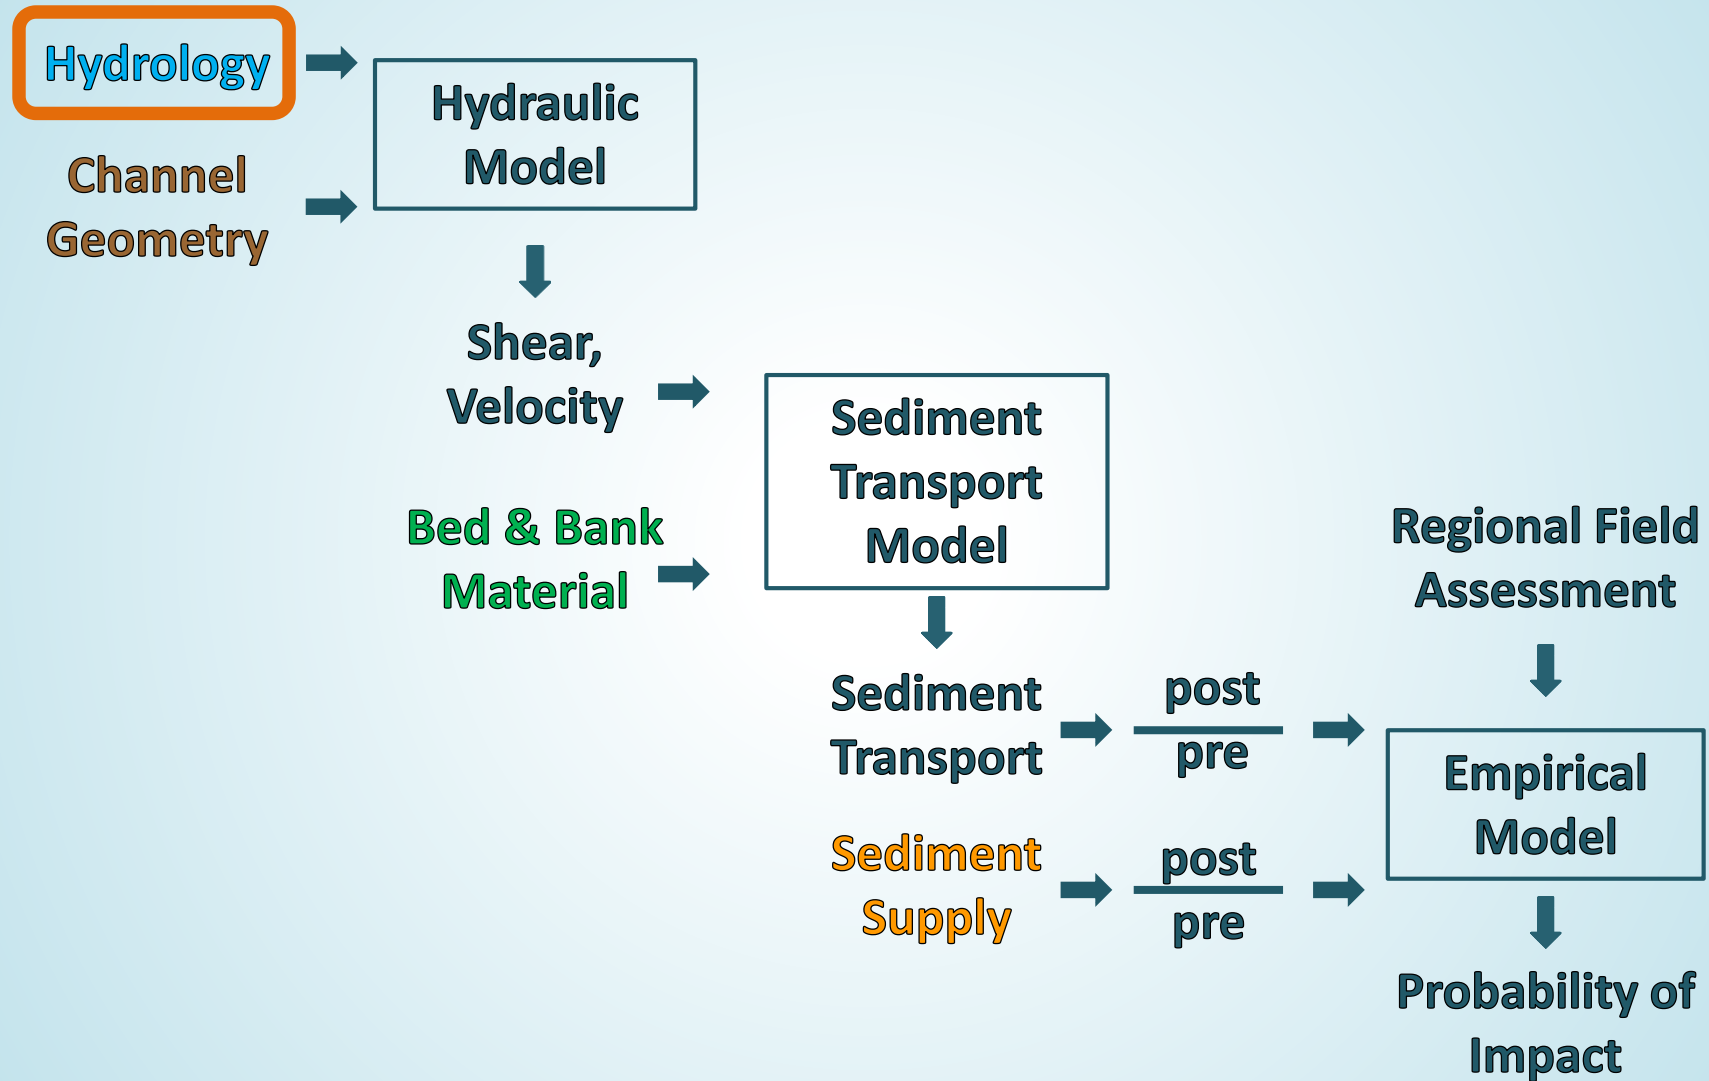 Hydrology
Channel
Geometry
Hydraulic
Model
Shear,
Velocity
Bed & Bank
Material
Sediment
Transport
Model
Sediment
Transport
post
pre
Sediment
Supply
post
pre
Regional Field
Assessment
Empirical
Model
Probability of
Impact